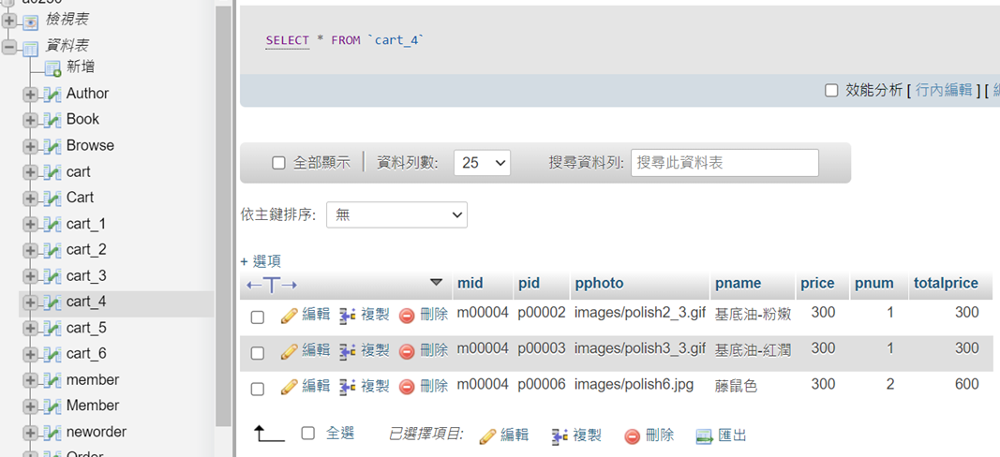 檢視表
資料表
新增
Author
Book
Browse
cart
Cart
cart_1
cart_2
cart_3
cart_4
cart_5
cart_6
member
Member
neworder
SELECT * FROM `cart_4`
效能分析 [ 行內編輯 ] [
全部顯示 資料列數: 25 搜尋資料列: 搜尋此資料表
依主鍵排序: 無
+ 選項
←T→ mid pid pphoto pname price pnum totalprice
編輯 複製 刪除 m00004 p00002 images/polish2_3.gif 基底油-粉嫩 300 1 300
編輯 複製 刪除 m00004 p00003 images/polish3_3.gif 基底油-紅潤 300 1 300
編輯 複製 刪除 m00004 p00006 images/polish6.jpg 藤鼠色 300 2 600
全選 已選擇項目: 編輯 複製 刪除 匯出